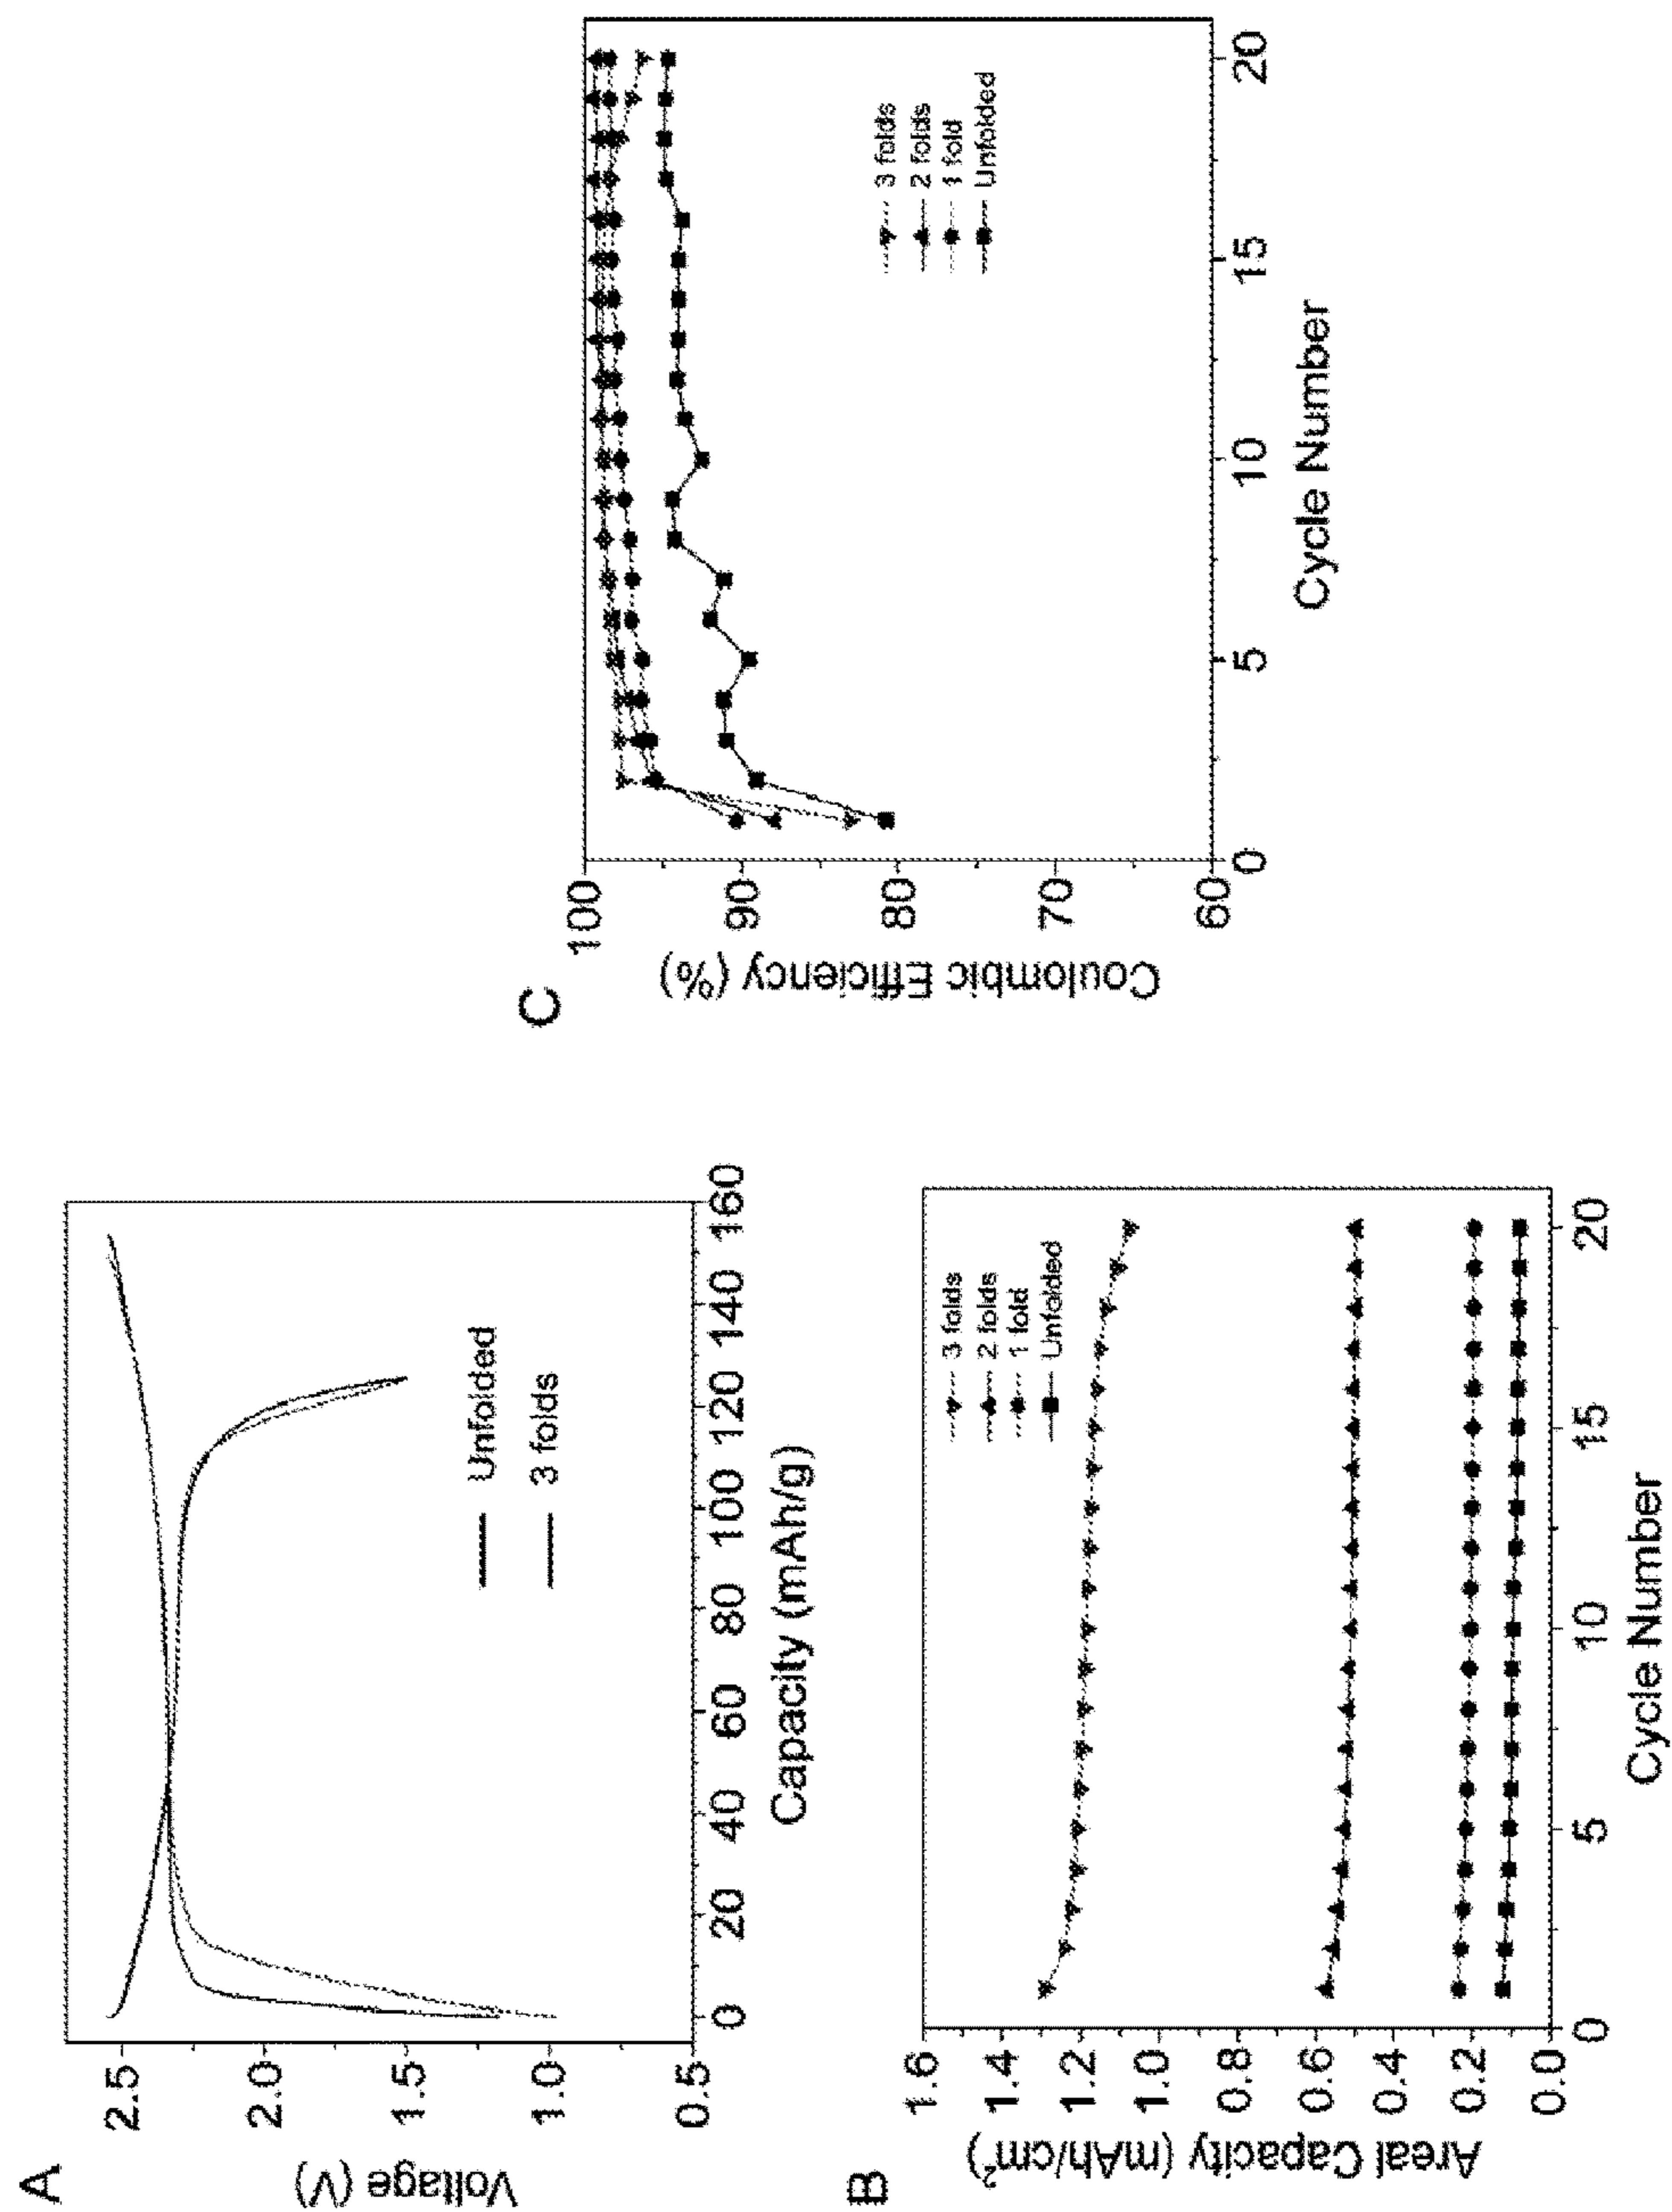 A
Voltage (V)
2.5
2.0
1.5
1.0
0.5
0 20 40 60 80 100 120 140 160
Capacity (mAh/g)
Unfolded
3 folds
B
Areal Capacity (mAh/cm²)
1.6
1.4
1.2
1.0
0.8
0.6
0.4
0.2
0.0
0 5 10 15 20
Cycle Number
3 folds
2 folds
1 fold
Unfolded
C
Coulombic Efficiency (%)
100
90
80
70
60
0 5 10 15 20
Cycle Number
3 folds
2 folds
1 fold
Unfolded